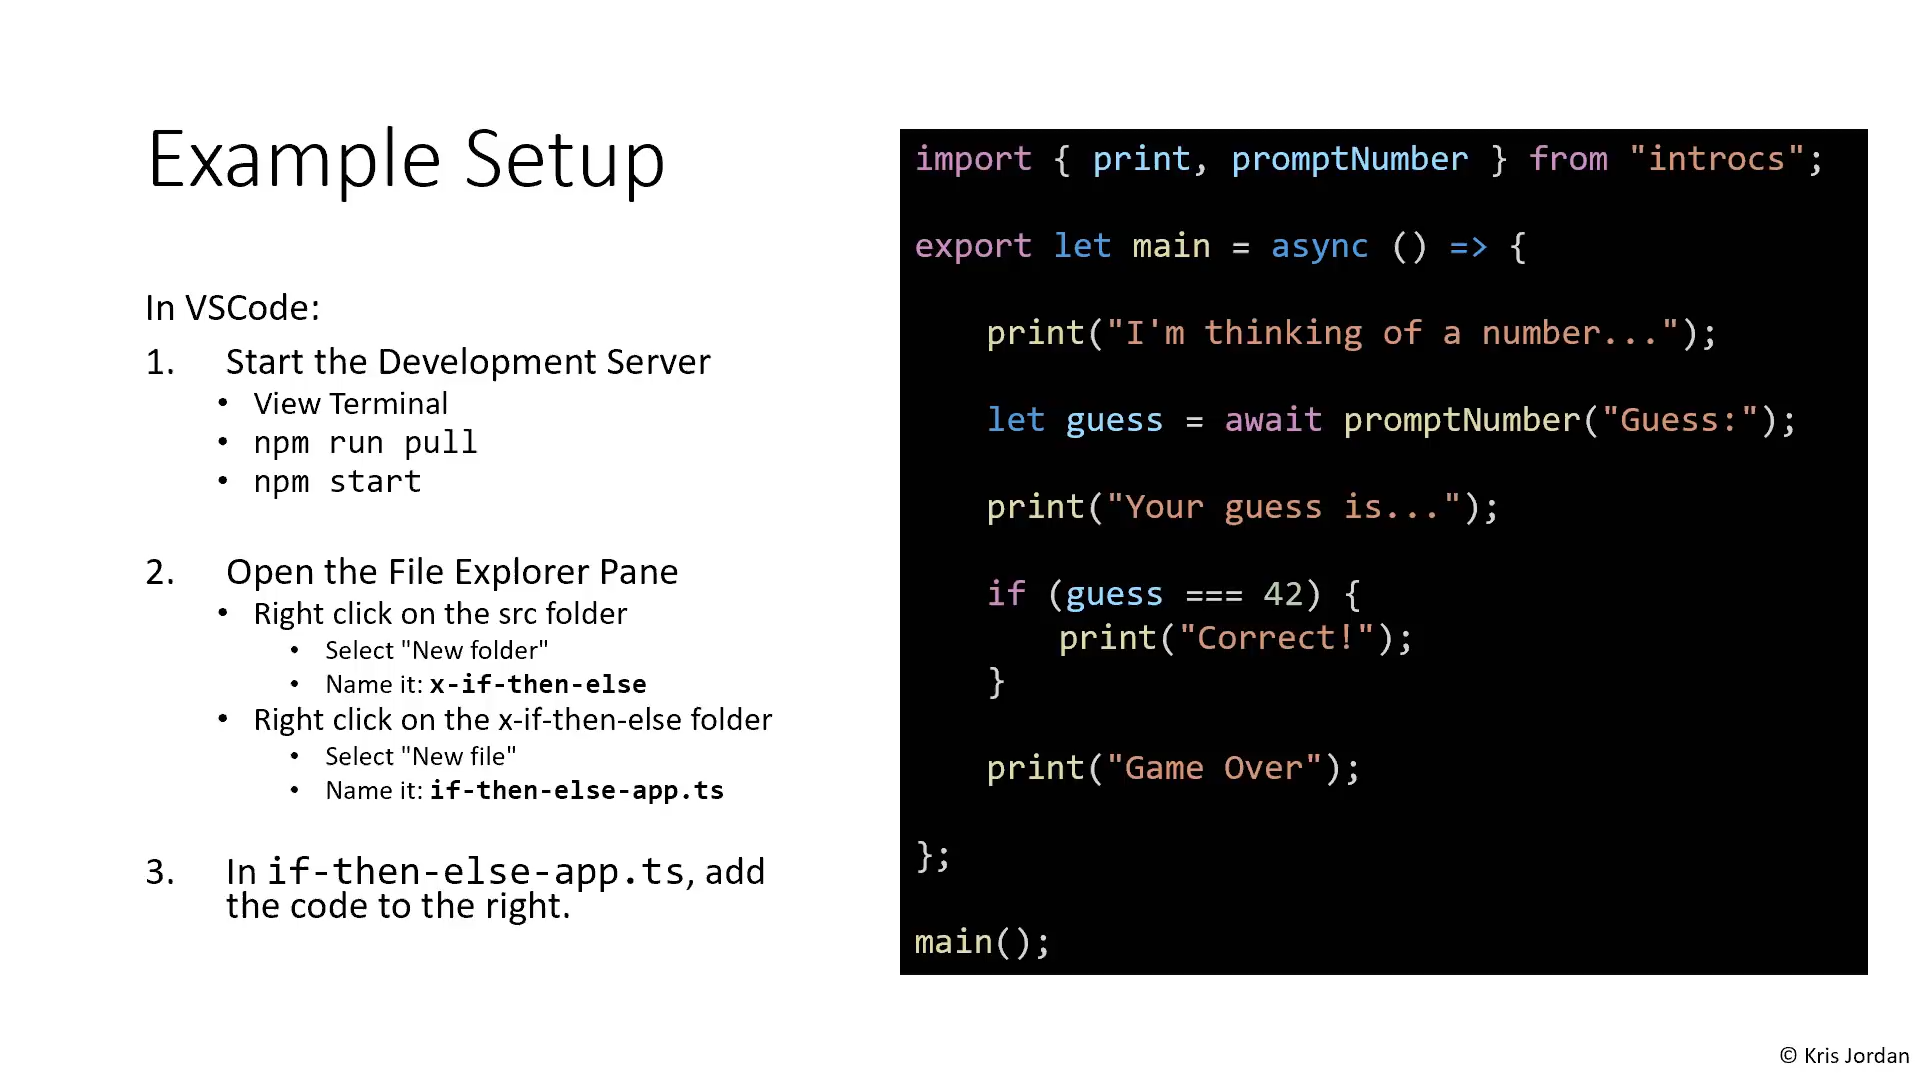 Example Setup
In VSCode:
1. Start the Development Server
• View Terminal
• npm run pull
• npm start
2. Open the File Explorer Pane
• Right click on the src folder
• Select "New folder"
• Name it: x-if-then-else
• Right click on the x-if-then-else folder
• Select "New file"
• Name it: if-then-else-app.ts
3. In if-then-else-app.ts, add
the code to the right.
import { print, promptNumber } from "introcs";
export let main = async () => {
print("I'm thinking of a number...");
let guess = await promptNumber("Guess:");
print("Your guess is...");
if (guess === 42) {
print("Correct!");
}
print("Game Over");
};
main();
© Kris Jordan